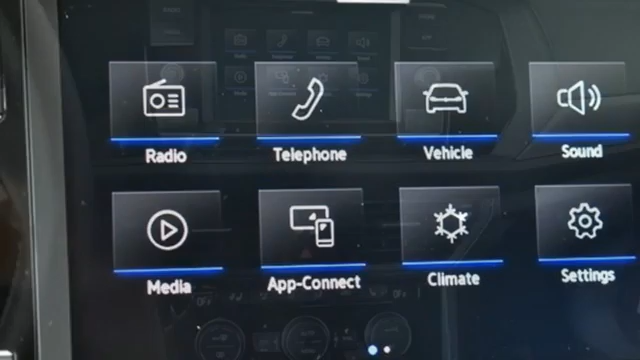 Radio
Telephone
Vehicle
Sound
Media
App-Connect
Climate
Settings